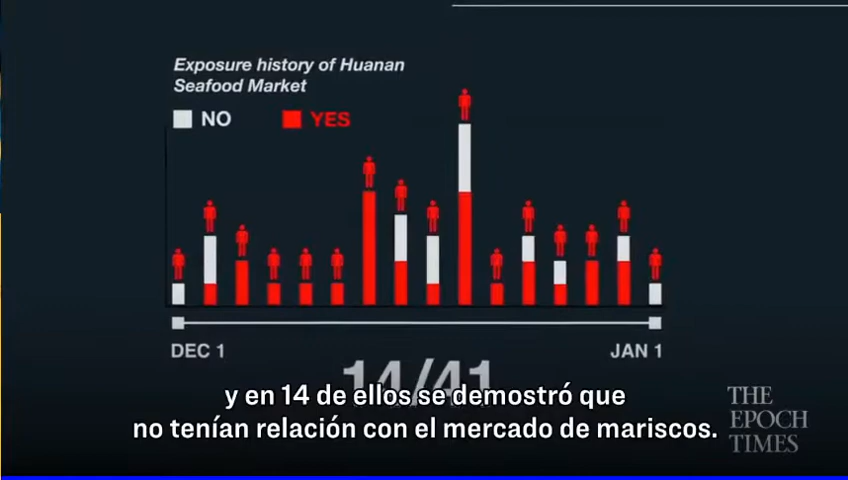 Exposure history of Huanan
Seafood Market
NO YES
DEC 1 JAN 1
14/41
y en 14 de ellos se demostró que
no tenían relación con el mercado de mariscos.
THE
EPOCH
TIMES